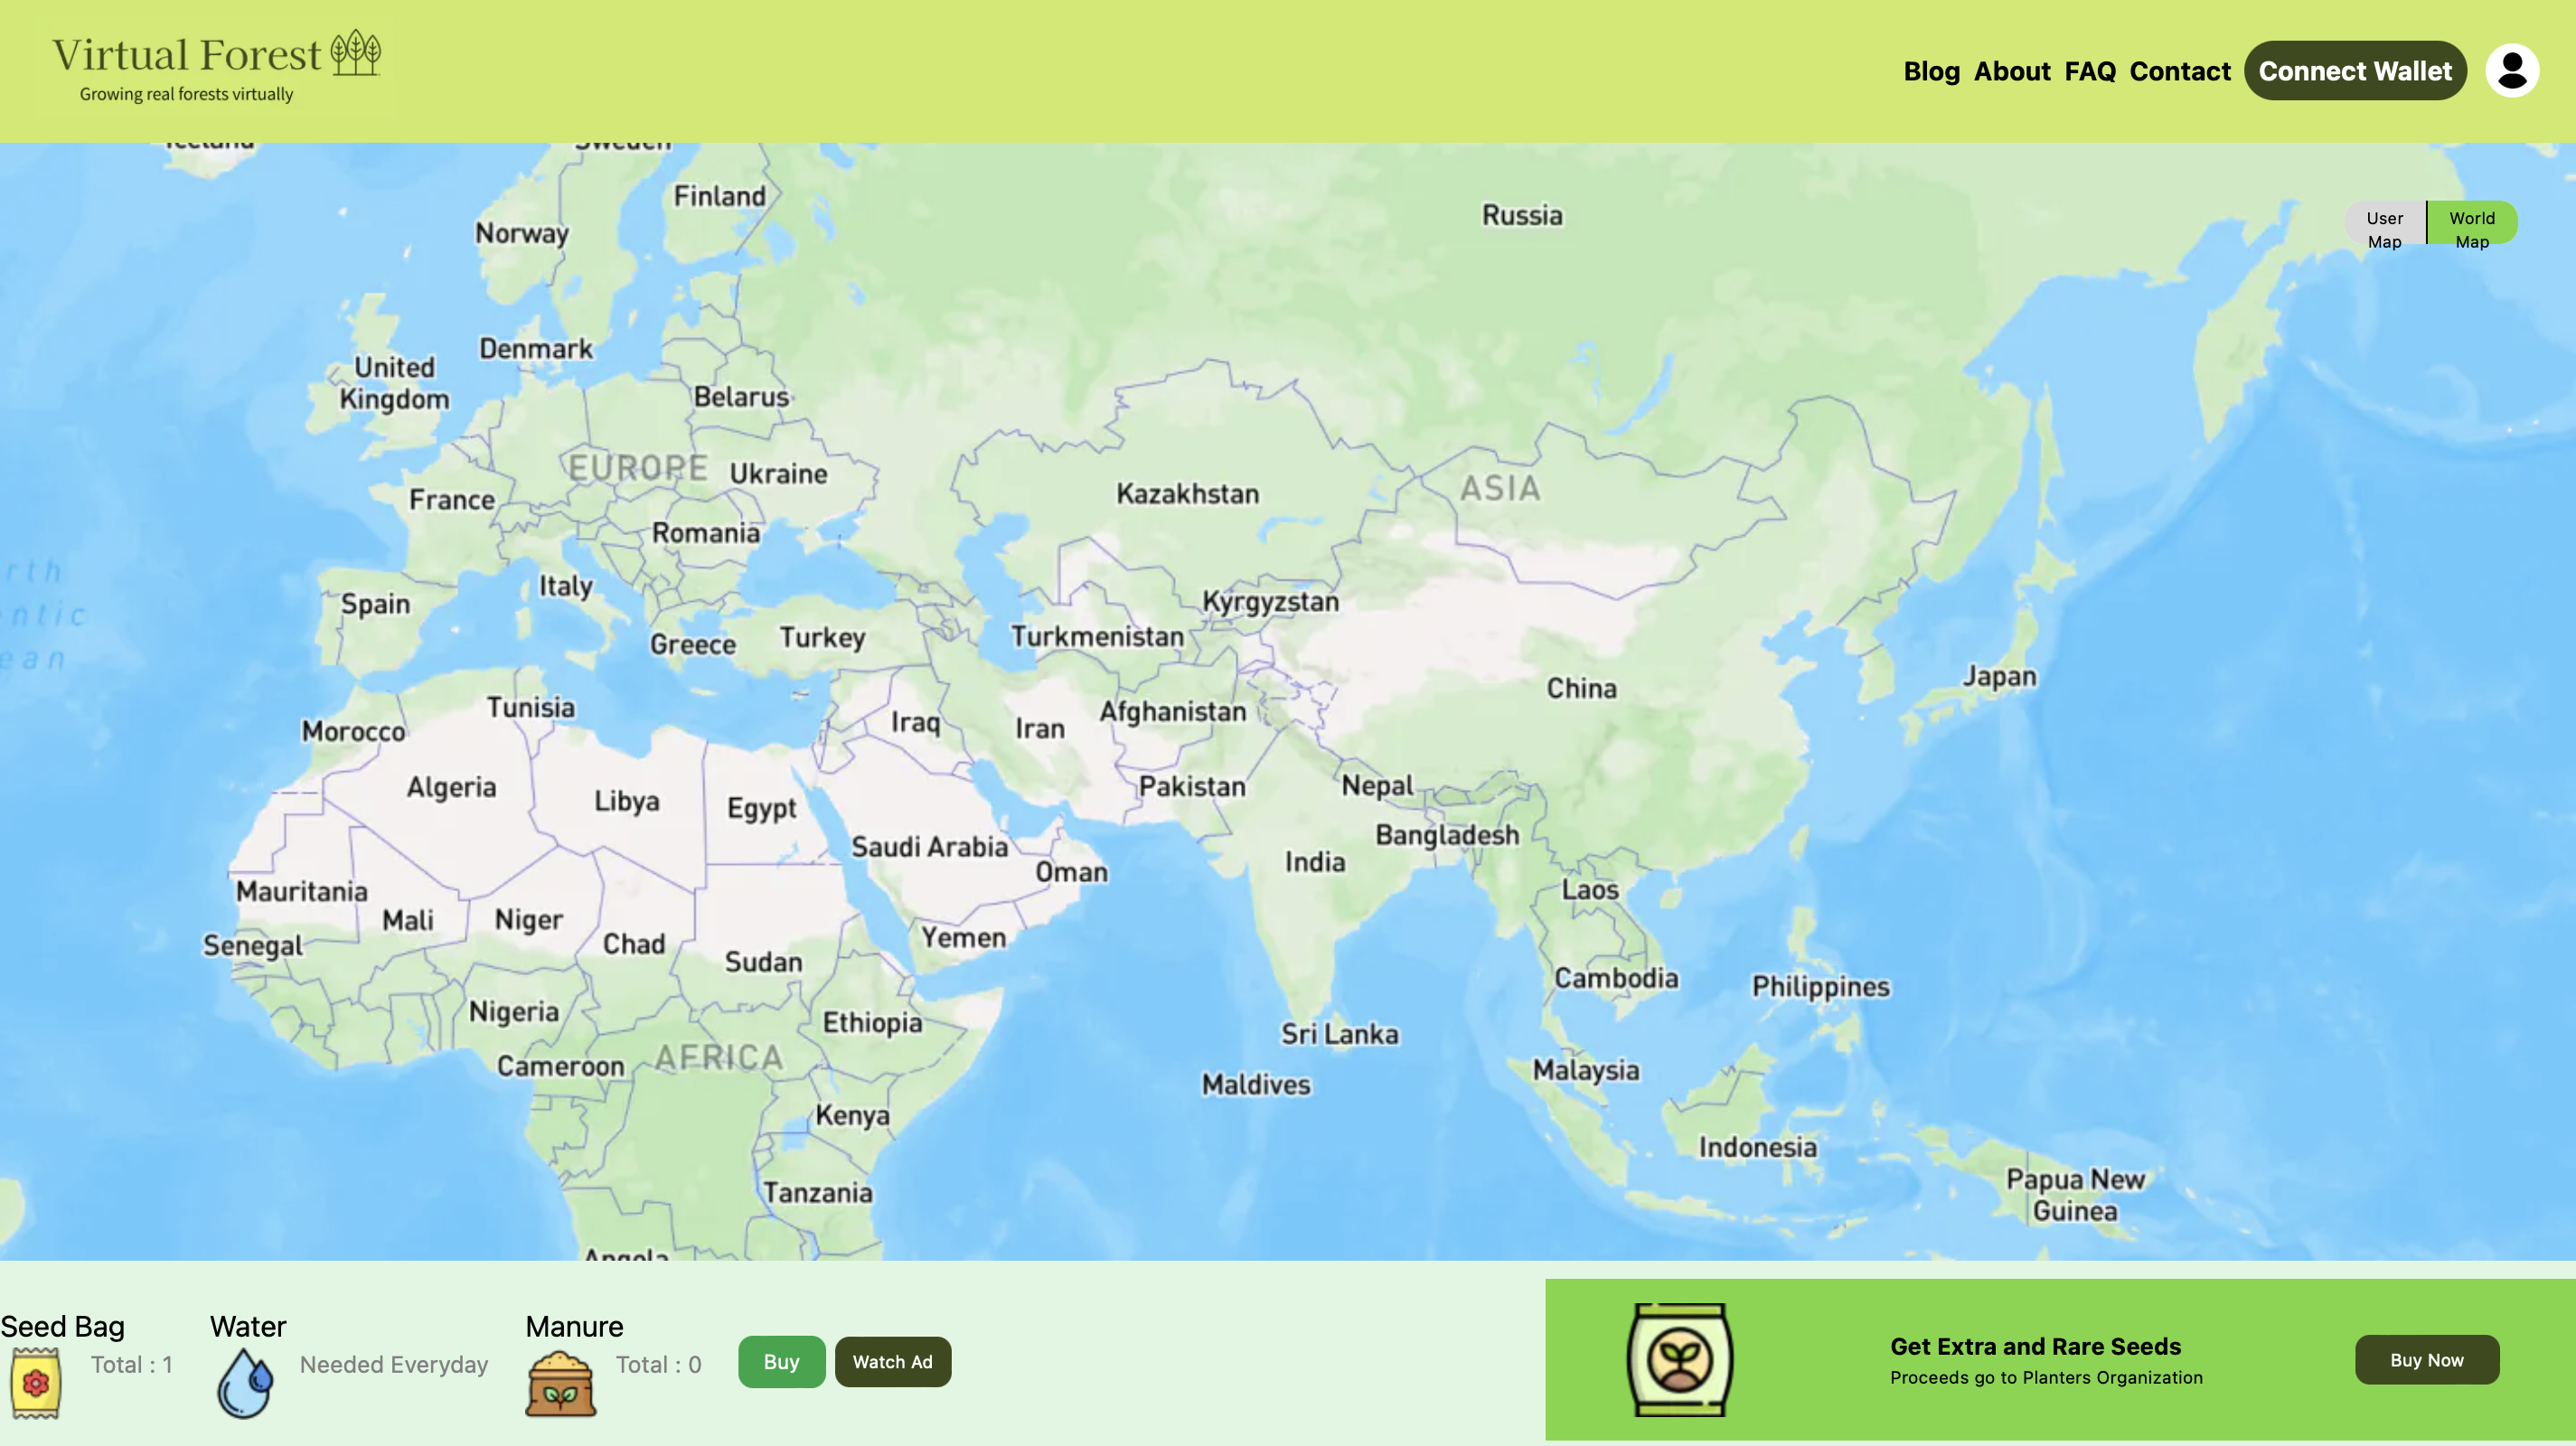 Virtual Forest
Growing real forests virtually
Blog About FAQ Contact Connect Wallet
Iceland
Sweden
Finland
Norway
Russia
User
Map
World
Map
Denmark
United
Kingdom
Belarus
EUROPE
Ukraine
France
Kazakhstan
ASIA
Romania
Italy
Spain
Kyrgyzstan
Greece
Turkey
Turkmenistan
Japan
China
Tunisia
Morocco
Iraq
Iran
Afghanistan
Algeria
Libya
Egypt
Pakistan
Nepal
Bangladesh
Saudi Arabia
Oman
India
Laos
Mauritania
Mali
Niger
Chad
Senegal
Yemen
Sudan
Cambodia
Philippines
Nigeria
Ethiopia
Sri Lanka
Cameroon
AFRICA
Malaysia
Maldives
Kenya
Indonesia
Tanzania
Papua New
Guinea
Angola
Seed Bag
Total : 1
Water
Needed Everyday
Manure
Total : 0
Buy
Watch Ad
Get Extra and Rare Seeds
Proceeds go to Planters Organization
Buy Now